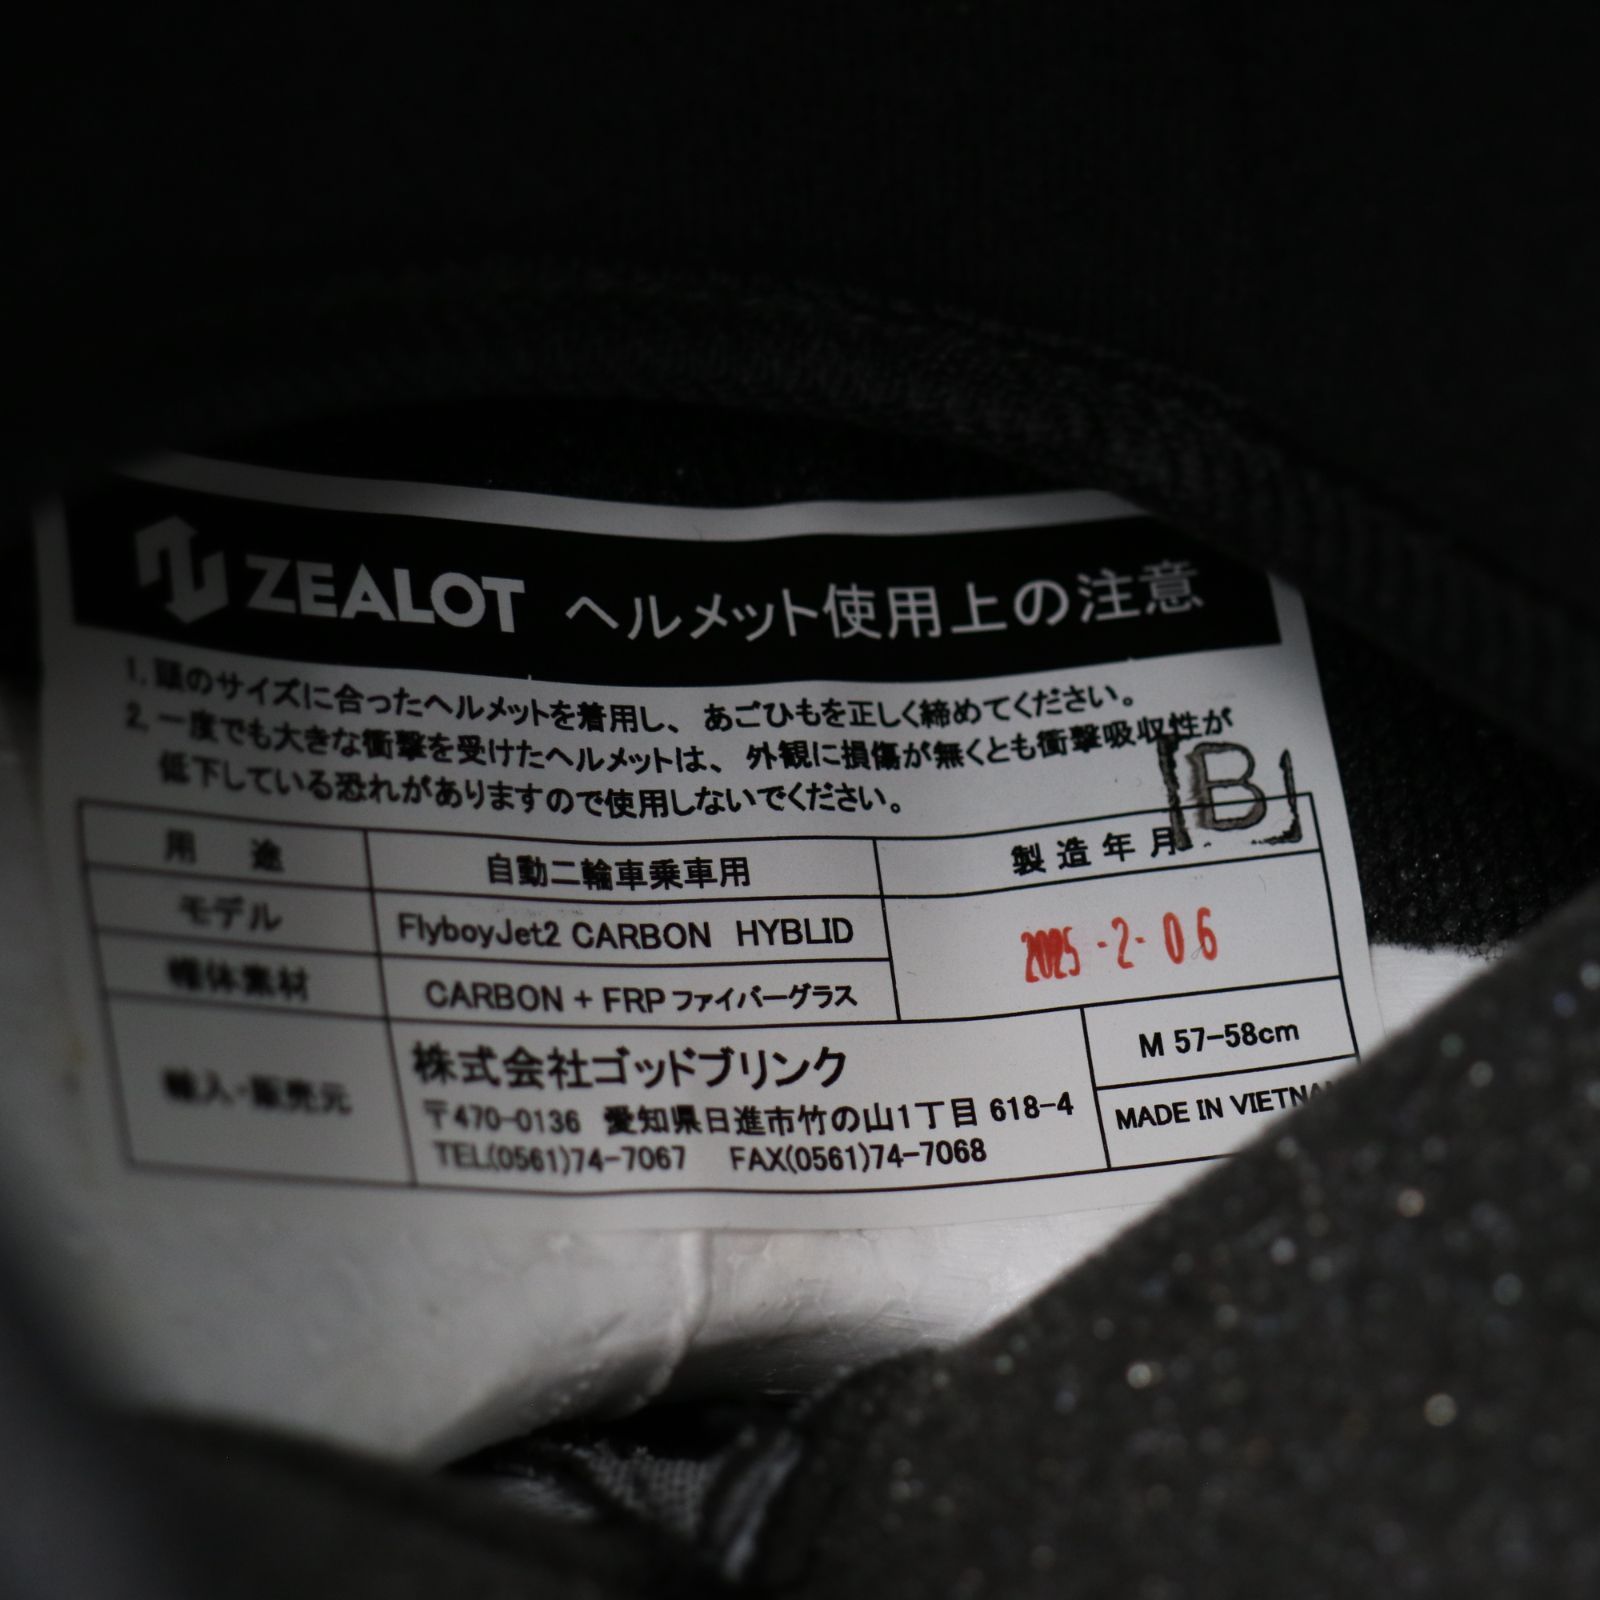 ZEALOT ヘルメット使用上の注意
1. 頭のサイズに合ったヘルメットを着用し、あごひもを正しく締めてください。
2. 一度でも大きな衝撃を受けたヘルメットは、外観に損傷が無くとも衝撃吸収性が
低下している恐れがありますので使用しないでください。
「B」
用 途 自動二輪車乗車用 製造年月
モデル FlyboyJet2 CARBON HYBLID
2025-2-06
帽体素材 CARBON + FRPファイバーグラス
輸入・販売元 株式会社ゴッドブリンク
〒470-0136 愛知県日進市竹の山1丁目 618-4
TEL(0561)74-7067 FAX(0561)74-7068
M 57-58cm
MADE IN VIETNA